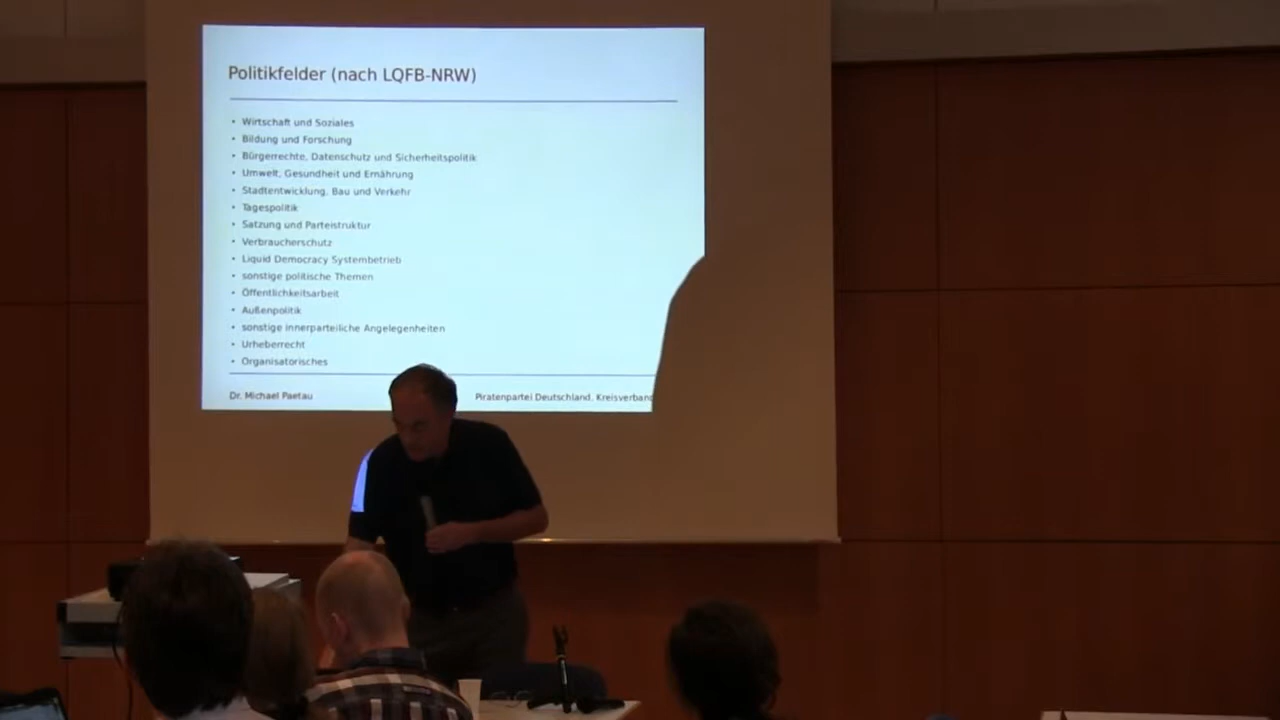 Politikfelder (nach LQFB-NRW)
• Wirtschaft und Soziales
• Bildung und Forschung
• Bürgerrechte, Datenschutz und Sicherheitspolitik
• Umwelt, Gesundheit und Ernährung
• Stadtentwicklung, Bau und Verkehr
• Tagespolitik
• Satzung und Parteistruktur
• Verbraucherschutz
• Liquid Democracy Systembetrieb
• sonstige politische Themen
• Öffentlichkeitsarbeit
• Außenpolitik
• sonstige innerparteiliche Angelegenheiten
• Urheberrecht
• Organisatorisches
Dr. Michael Paetau Piratenpartei Deutschland, Kreisverband